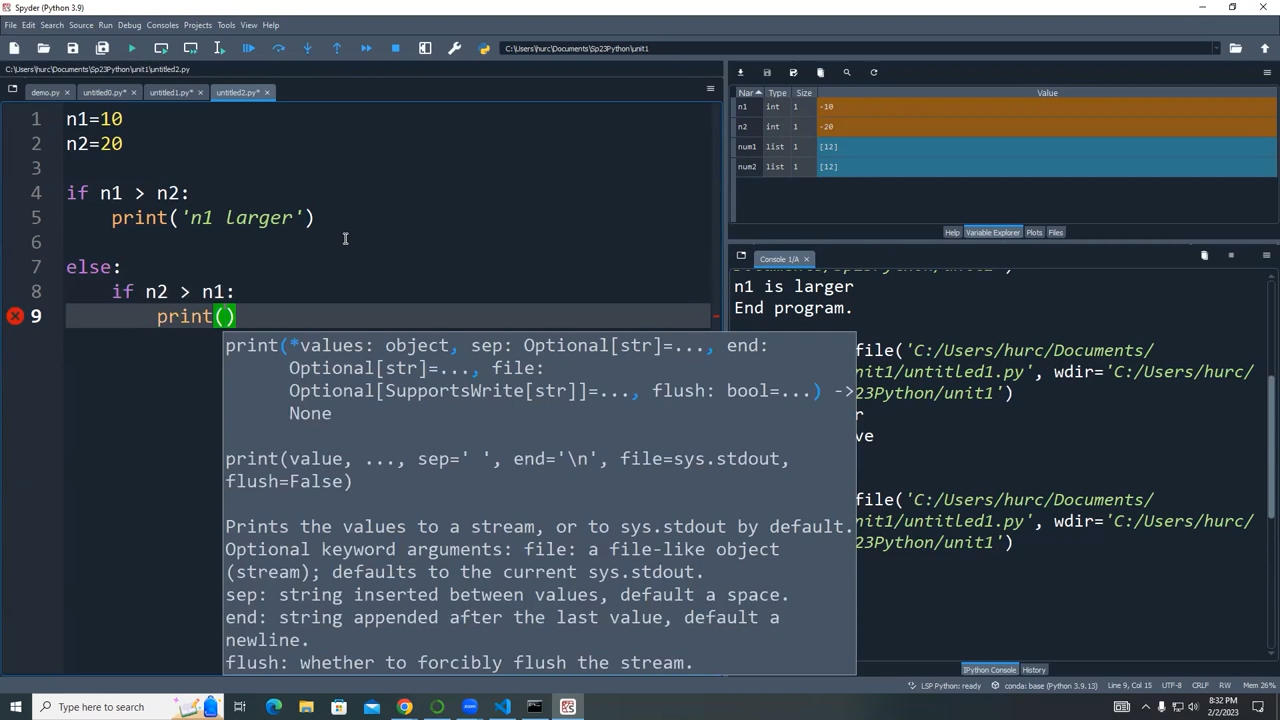 Spyder (Python 3.9)
File Edit Search Source Run Debug Consoles Projects Tools View Help
C:\Users\hurc\Documents\Sp23Python\unit1
C:\Users\hurc\Documents\Sp23Python\unit1\untitled2.py
demo.py untitled0.py* untitled1.py* untitled2.py*
1 n1=10
2 n2=20
3
4 if n1 > n2:
5 print('n1 larger')
6
7 else:
8 if n2 > n1:
9 print()
print(*values: object, sep: Optional[str]=..., end:
Optional[str]=..., file:
Optional[SupportsWrite[str]]=..., flush: bool=...) ->
None
print(value, ..., sep=' ', end='\n', file=sys.stdout,
flush=False)
Prints the values to a stream, or to sys.stdout by default.
Optional keyword arguments: file: a file-like object
(stream); defaults to the current sys.stdout.
sep: string inserted between values, default a space.
end: string appended after the last value, default a
newline.
flush: whether to forcibly flush the stream.
Nar Type Size Value
n1 int 1 -10
n2 int 1 -20
num1 list 1 [12]
num2 list 1 [12]
Help Variable Explorer Plots Files
Console 1/A
n1 is larger
End program.
file('C:/Users/hurc/Documents/
nit1/untitled1.py', wdir='C:/Users/hurc/
23Python/unit1')
r
ve
file('C:/Users/hurc/Documents/
nit1/untitled1.py', wdir='C:/Users/hurc/
23Python/unit1')
IPython Console History
LSP Python: ready conda: base (Python 3.9.13) Line 9, Col 15 UTF-8 CRLF RW Mem 26%
Type here to search
8:32 PM
2/2/2023